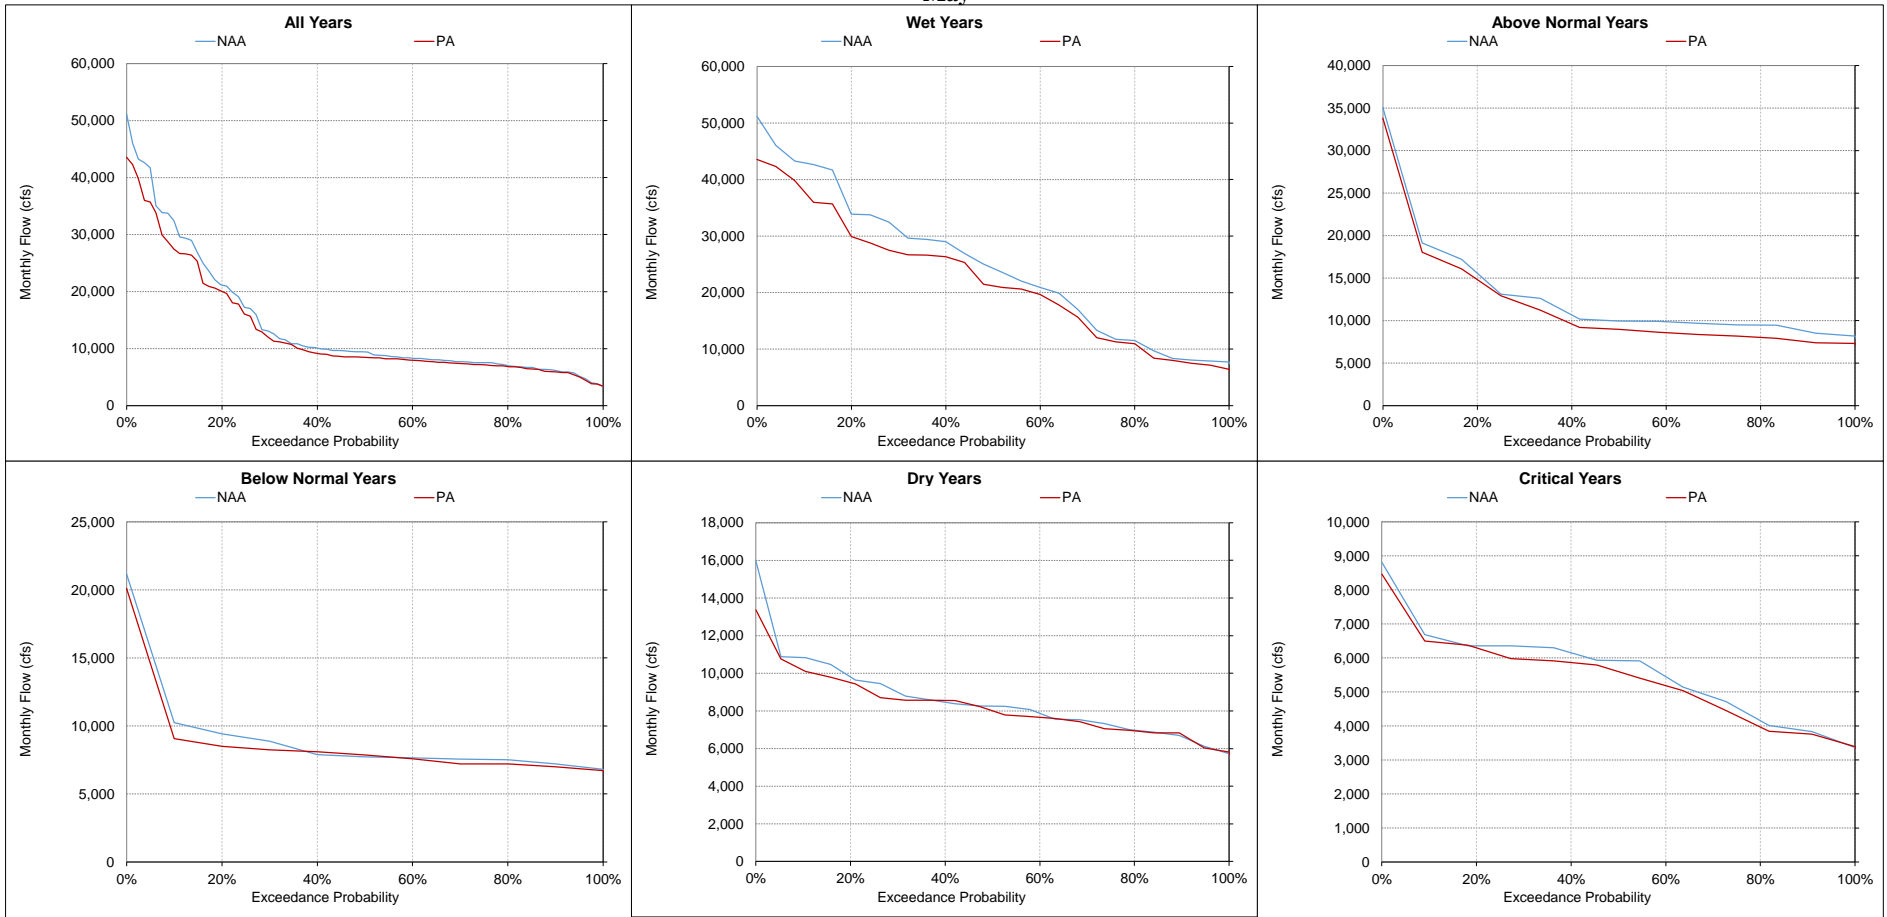 All Years
NAA PA
60,000
50,000
40,000
30,000
20,000
10,000
0
0% 20% 40% 60% 80% 100%
Monthly Flow (cfs)
Exceedance Probability
Wet Years
NAA PA
60,000
50,000
40,000
30,000
20,000
10,000
0
0% 20% 40% 60% 80% 100%
Monthly Flow (cfs)
Exceedance Probability
Above Normal Years
NAA PA
40,000
35,000
30,000
25,000
20,000
15,000
10,000
5,000
0
0% 20% 40% 60% 80% 100%
Monthly Flow (cfs)
Exceedance Probability
Below Normal Years
NAA PA
25,000
20,000
15,000
10,000
5,000
0
0% 20% 40% 60% 80% 100%
Monthly Flow (cfs)
Exceedance Probability
Dry Years
NAA PA
18,000
16,000
14,000
12,000
10,000
8,000
6,000
4,000
2,000
0
0% 20% 40% 60% 80% 100%
Monthly Flow (cfs)
Exceedance Probability
Critical Years
NAA PA
10,000
9,000
8,000
7,000
6,000
5,000
4,000
3,000
2,000
1,000
0
0% 20% 40% 60% 80% 100%
Monthly Flow (cfs)
Exceedance Probability